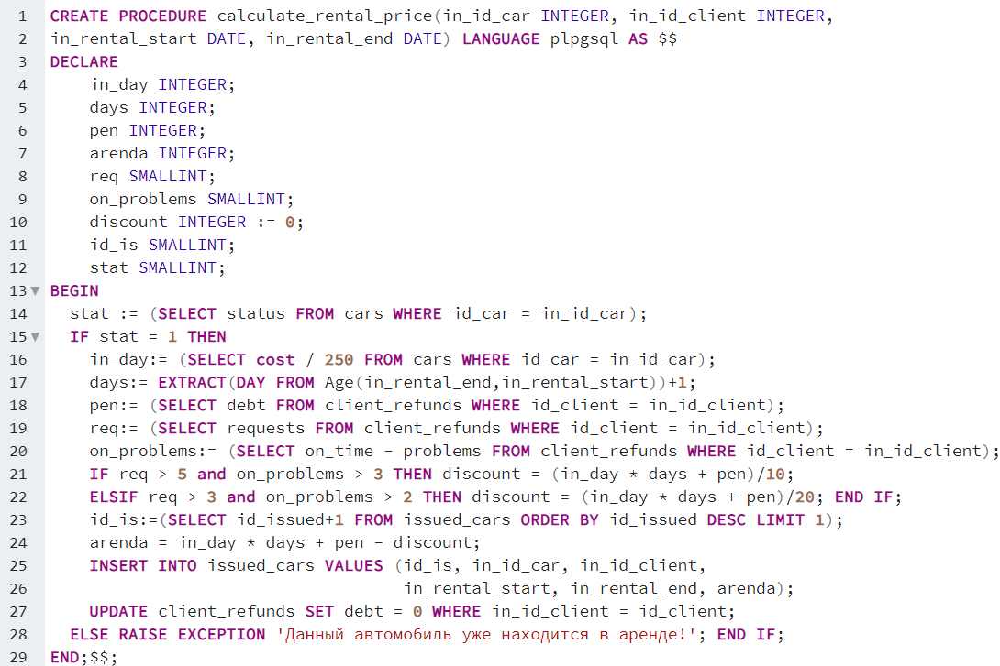 1 CREATE PROCEDURE calculate_rental_price(in_id_car INTEGER, in_id_client INTEGER,
2 in_rental_start DATE, in_rental_end DATE) LANGUAGE plpgsql AS $$
3 DECLARE
4 in_day INTEGER;
5 days INTEGER;
6 pen INTEGER;
7 arenda INTEGER;
8 req SMALLINT;
9 on_problems SMALLINT;
10 discount INTEGER := 0;
11 id_is SMALLINT;
12 stat SMALLINT;
13 BEGIN
14 stat := (SELECT status FROM cars WHERE id_car = in_id_car);
15 IF stat = 1 THEN
16 in_day:= (SELECT cost / 250 FROM cars WHERE id_car = in_id_car);
17 days:= EXTRACT(DAY FROM Age(in_rental_end,in_rental_start))+1;
18 pen:= (SELECT debt FROM client_refunds WHERE id_client = in_id_client);
19 req:= (SELECT requests FROM client_refunds WHERE id_client = in_id_client);
20 on_problems:= (SELECT on_time - problems FROM client_refunds WHERE id_client = in_id_client);
21 IF req > 5 and on_problems > 3 THEN discount = (in_day * days + pen)/10;
22 ELSIF req > 3 and on_problems > 2 THEN discount = (in_day * days + pen)/20; END IF;
23 id_is:=(SELECT id_issued+1 FROM issued_cars ORDER BY id_issued DESC LIMIT 1);
24 arenda = in_day * days + pen - discount;
25 INSERT INTO issued_cars VALUES (id_is, in_id_car, in_id_client,
26 in_rental_start, in_rental_end, arenda);
27 UPDATE client_refunds SET debt = 0 WHERE in_id_client = id_client;
28 ELSE RAISE EXCEPTION 'Данный автомобиль уже находится в аренде!'; END IF;
29 END;$$;